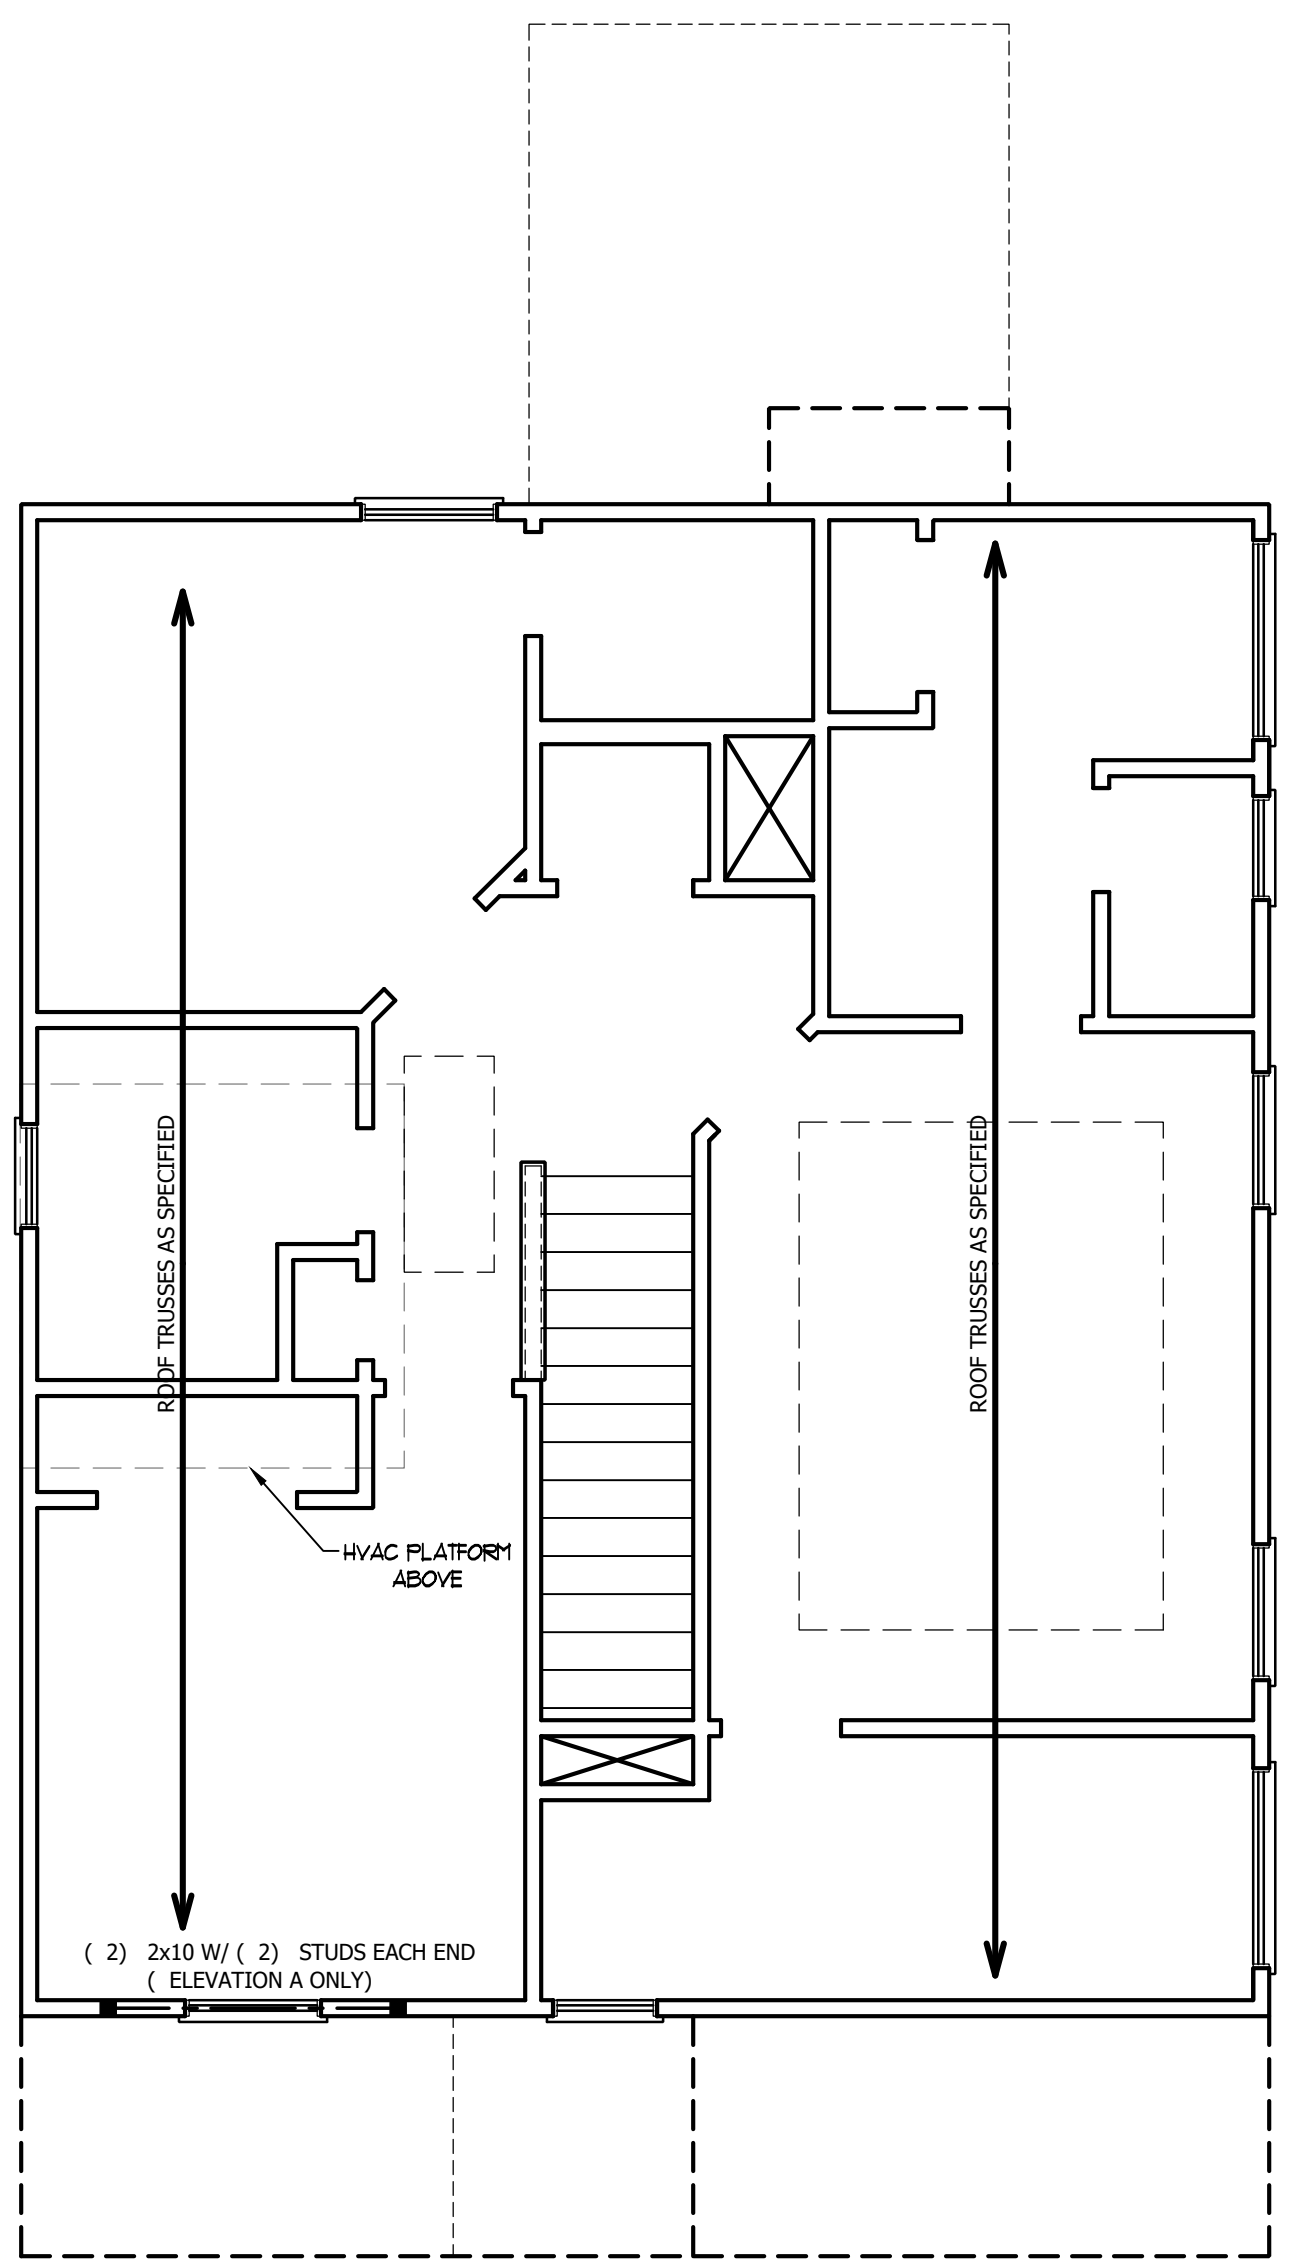 ROOF TRUSSES AS SPECIFIED
ROOF TRUSSES AS SPECIFIED
HVAC PLATFORM
ABOVE
( 2) 2x10 W/ ( 2) STUDS EACH END
( ELEVATION A ONLY)